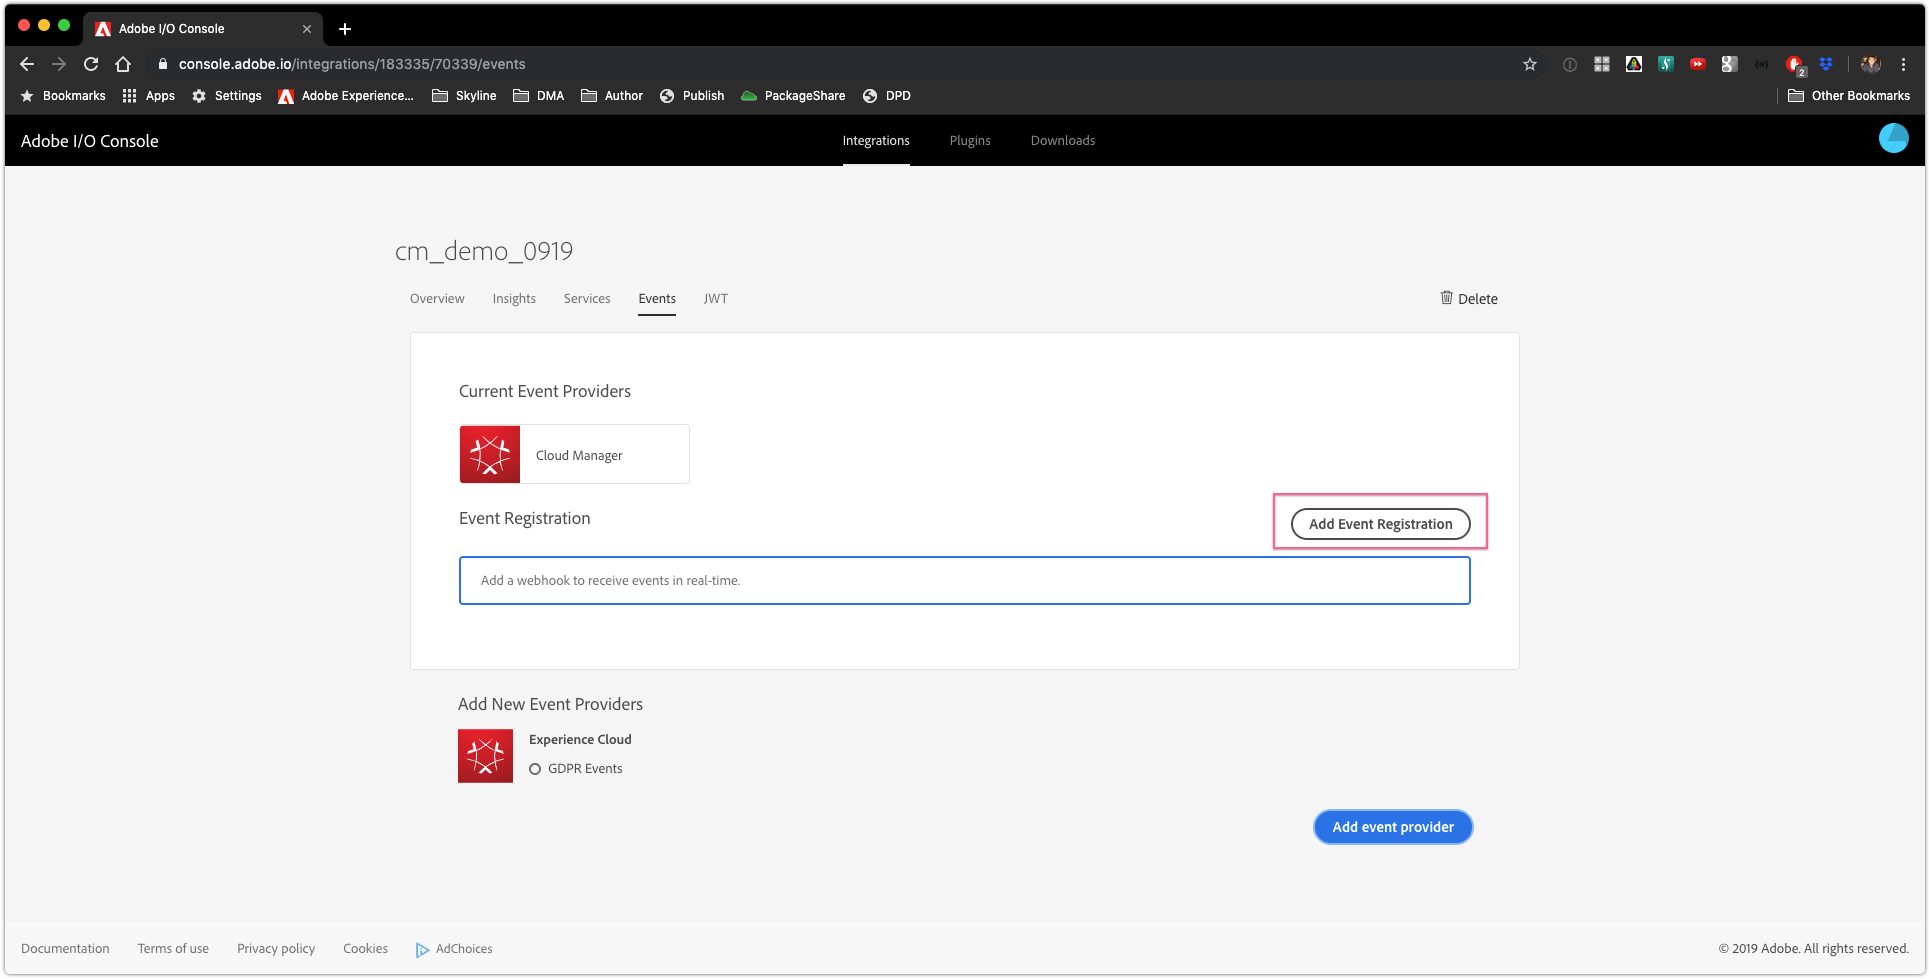 Adobe I/O Console
console.adobe.io/integrations/183335/70339/events
2
Bookmarks Apps Settings Adobe Experience... Skyline DMA Author Publish PackageShare DPD Other Bookmarks
Adobe I/O Console Integrations Plugins Downloads
cm_demo_0919
Overview Insights Services Events JWT Delete
Current Event Providers
Cloud Manager
Event Registration
Add Event Registration
Add a webhook to receive events in real-time.
Add New Event Providers
Experience Cloud
GDPR Events
Add event provider
Documentation Terms of use Privacy policy Cookies AdChoices © 2019 Adobe. All rights reserved.